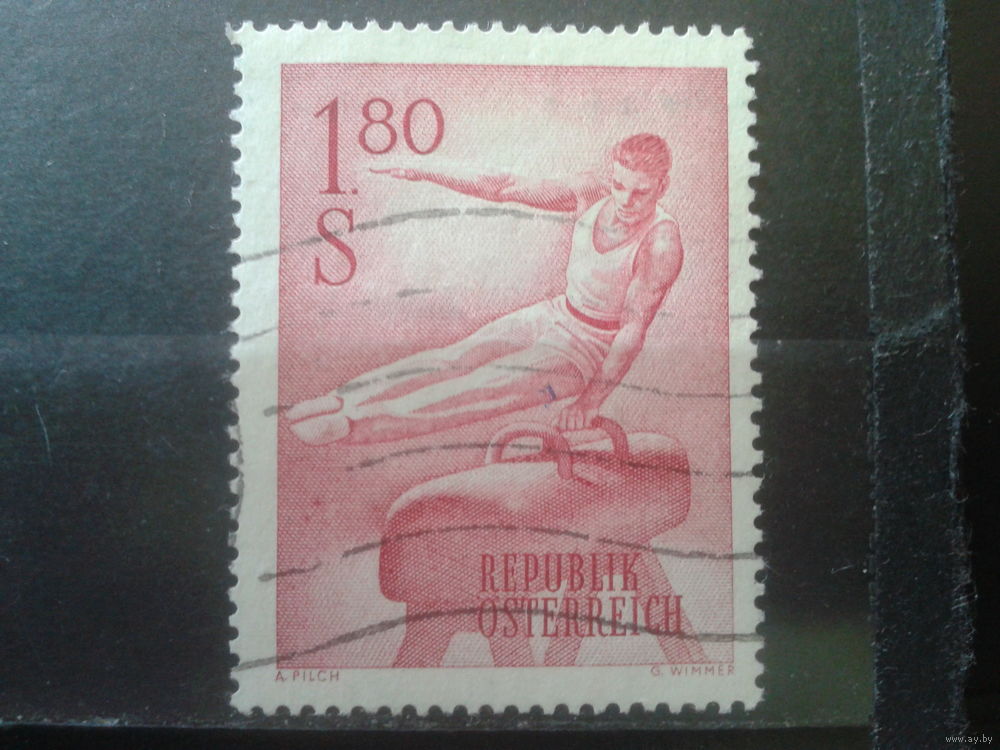 1.80
S
REPUBLIK
ÖSTERREICH
A. PILCH
G. WIMMER
www.ay.by